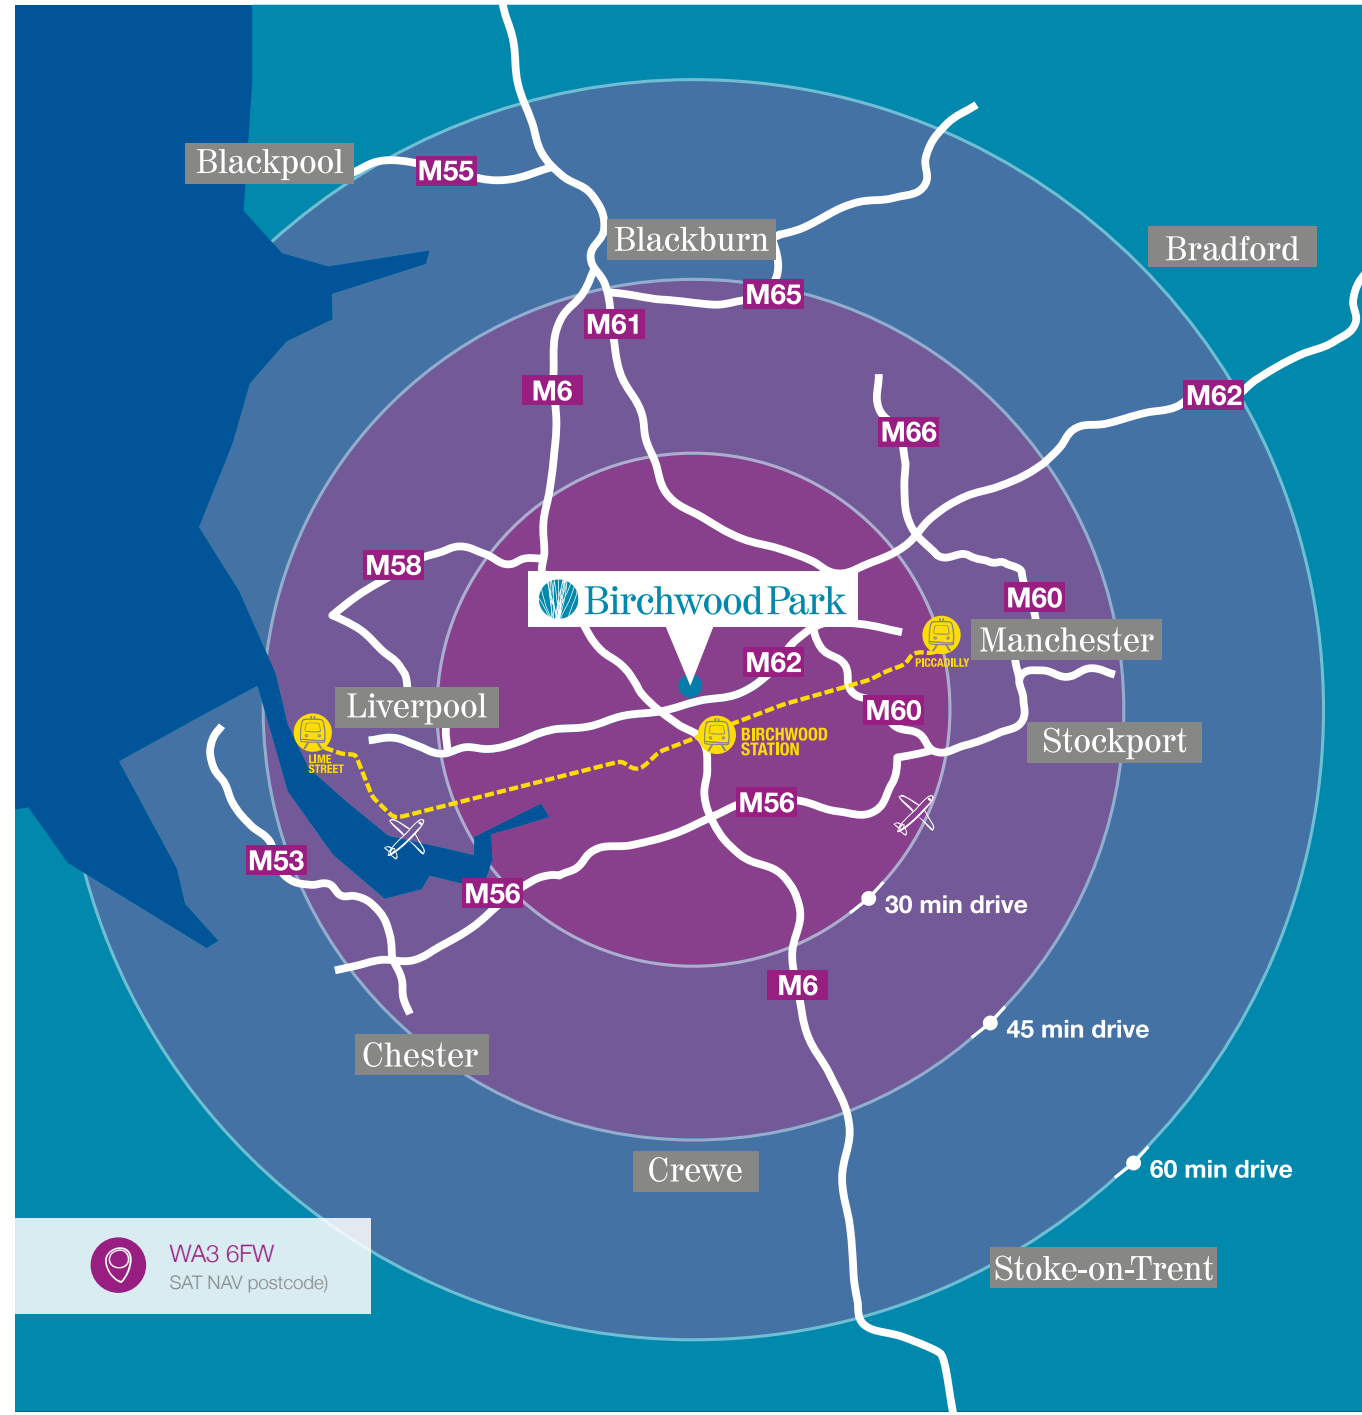 Blackpool
M55
Blackburn
Bradford
M65
M61
M6
M62
M66
M58
BirchwoodPark
M60
Manchester
PICCADILLY
M62
Liverpool
M60
BIRCHWOOD
STATION
Stockport
LIME
STREET
M56
M53
M56
30 min drive
M6
45 min drive
Chester
Crewe
60 min drive
WA3 6FW
SAT NAV postcode)
Stoke-on-Trent